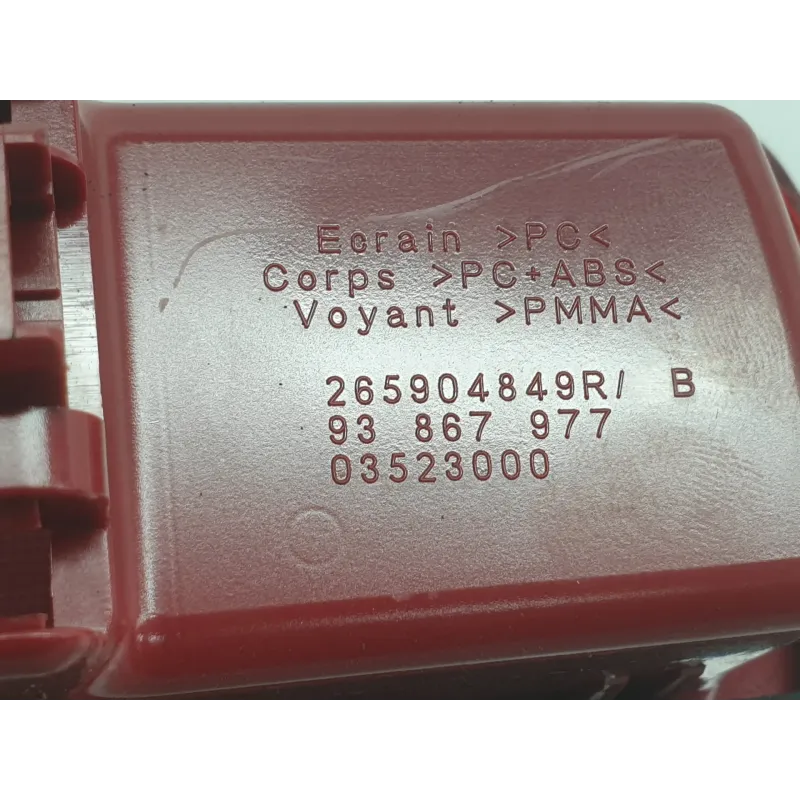 Ecrain >PC<
Corps >PC+ABS<
Voyant >PMMA<
265904849R/ B
93 867 977
03523000